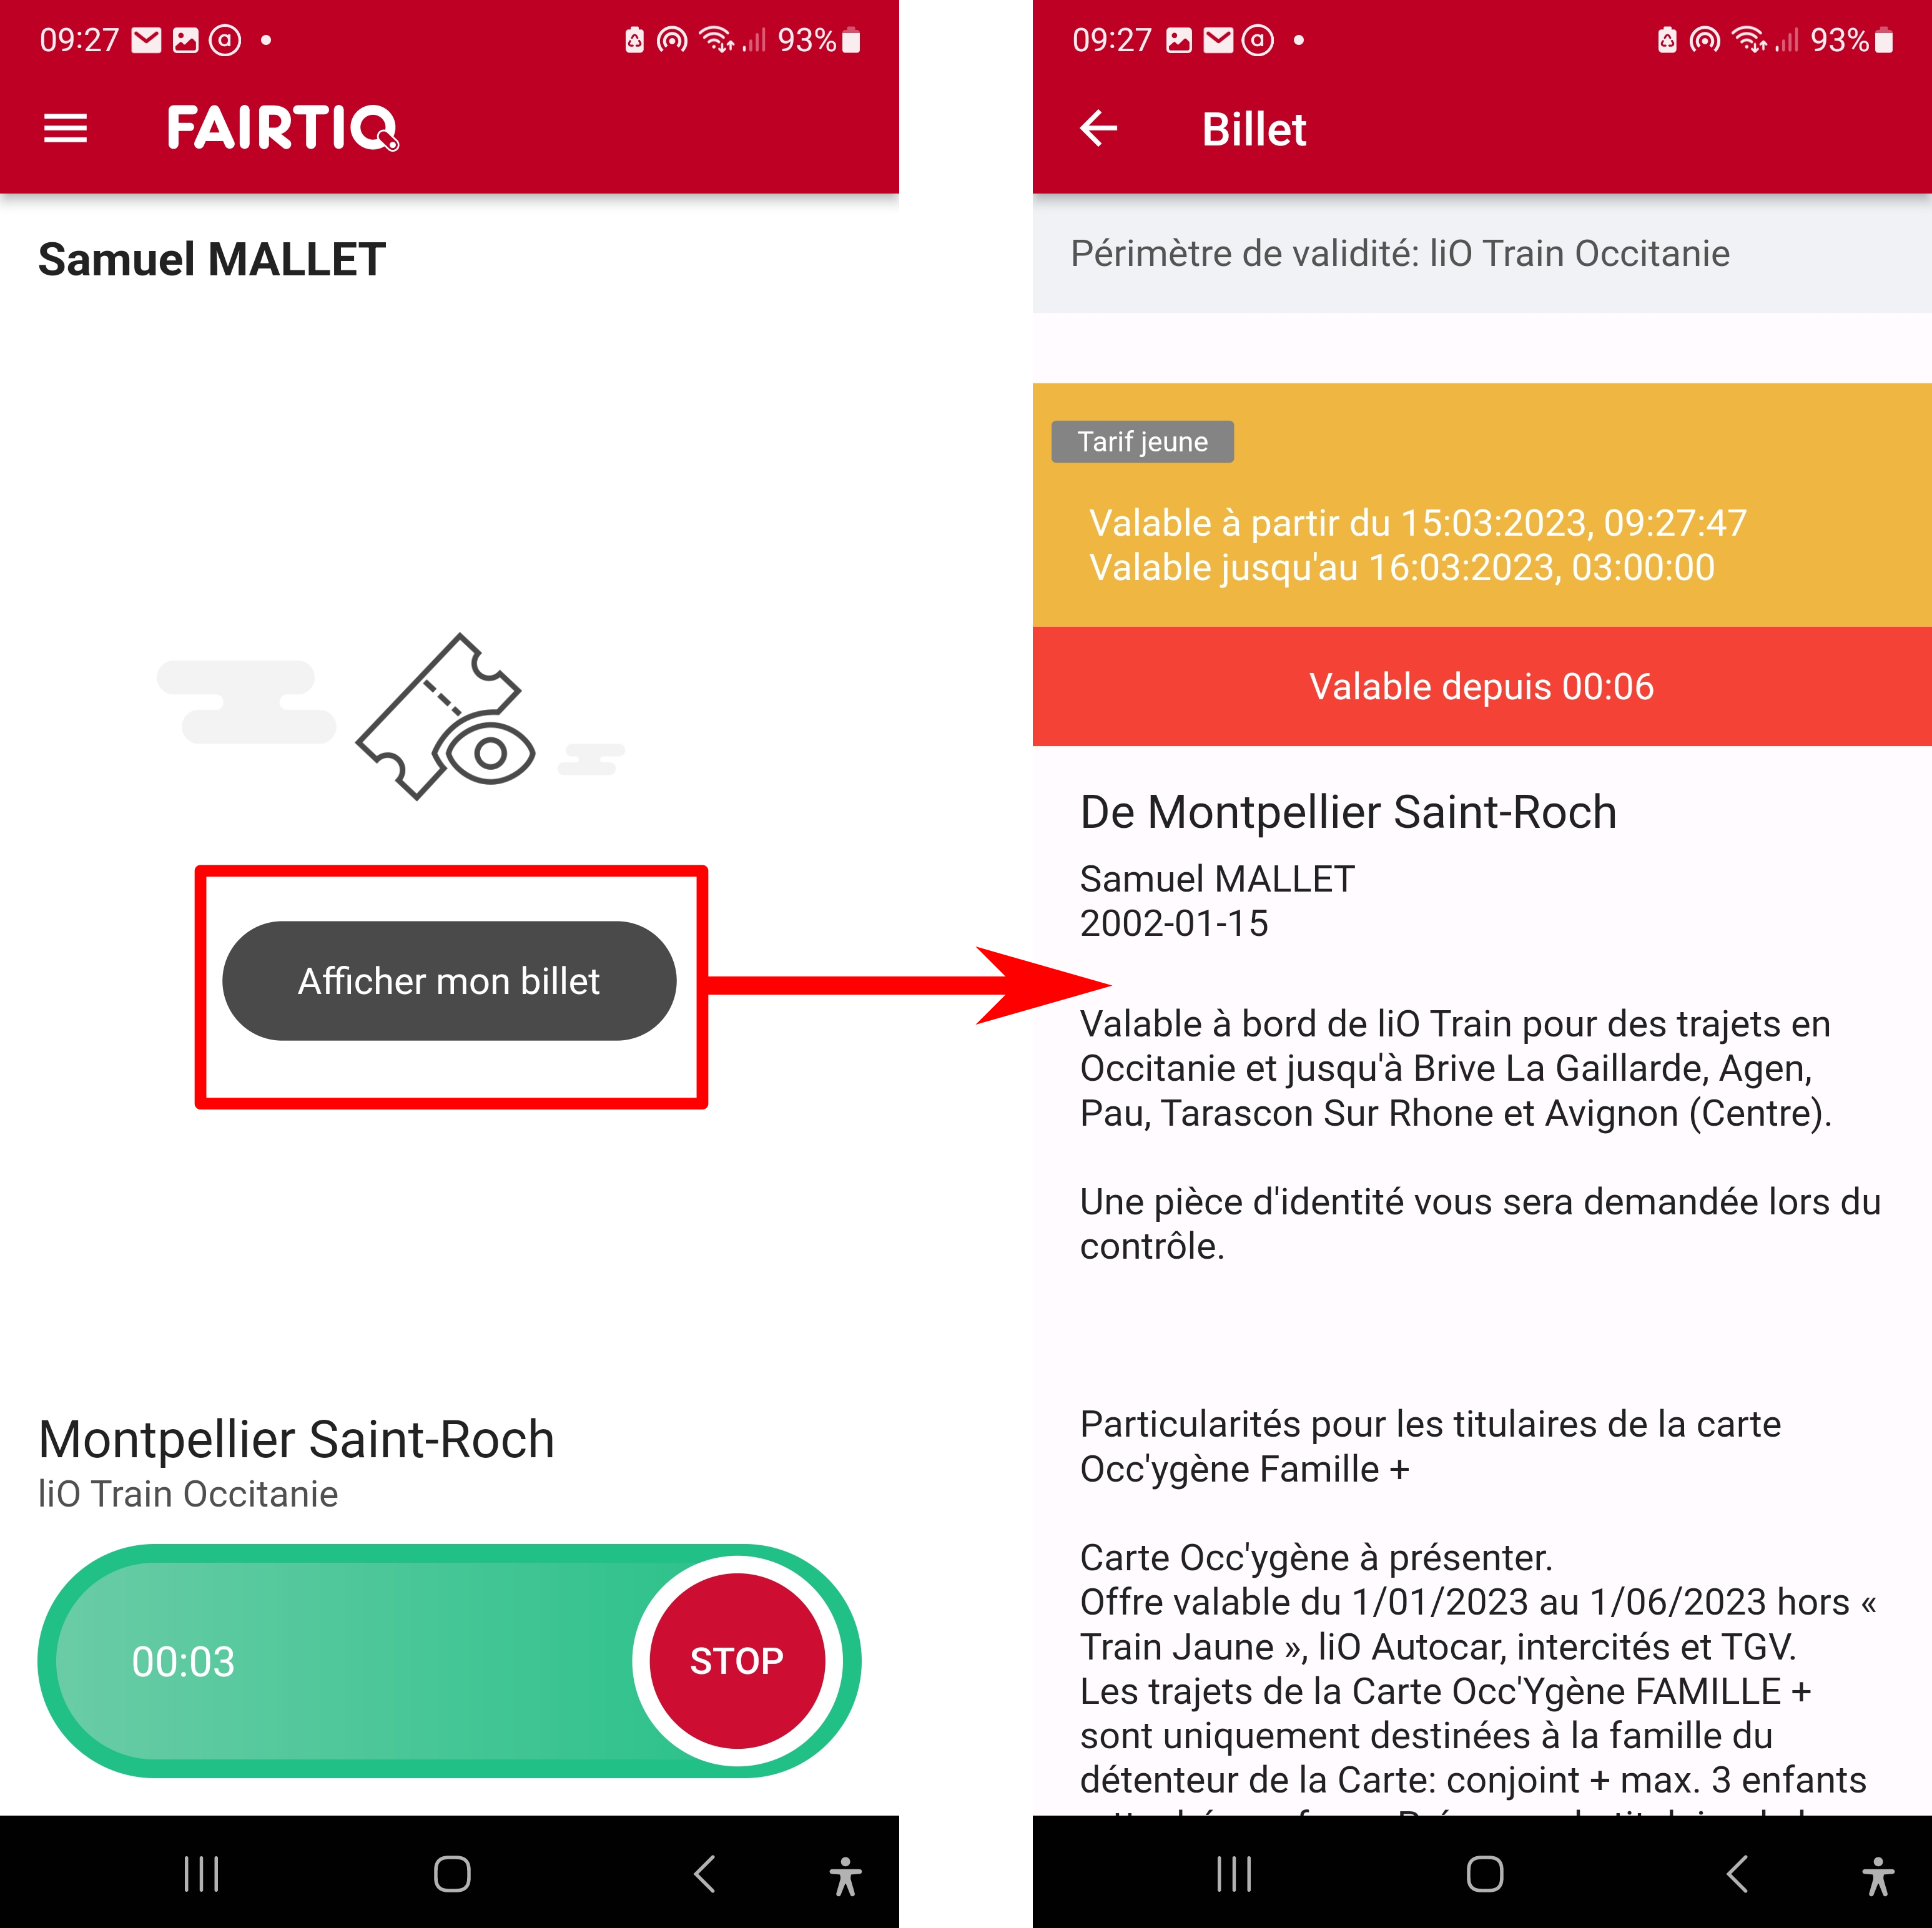 09:27
93%
FAIRTIQ
Samuel MALLET
Afficher mon billet
Montpellier Saint-Roch
liO Train Occitanie
00:03
STOP
09:27
93%
Billet
Périmètre de validité: liO Train Occitanie
Tarif jeune
Valable à partir du 15:03:2023, 09:27:47
Valable jusqu'au 16:03:2023, 03:00:00
Valable depuis 00:06
De Montpellier Saint-Roch
Samuel MALLET
2002-01-15
Valable à bord de liO Train pour des trajets en
Occitanie et jusqu'à Brive La Gaillarde, Agen,
Pau, Tarascon Sur Rhone et Avignon (Centre).
Une pièce d'identité vous sera demandée lors du
contrôle.
Particularités pour les titulaires de la carte
Occ'ygène Famille +
Carte Occ'ygène à présenter.
Offre valable du 1/01/2023 au 1/06/2023 hors «
Train Jaune », liO Autocar, intercités et TGV.
Les trajets de la Carte Occ'Ygène FAMILLE +
sont uniquement destinées à la famille du
détenteur de la Carte: conjoint + max. 3 enfants